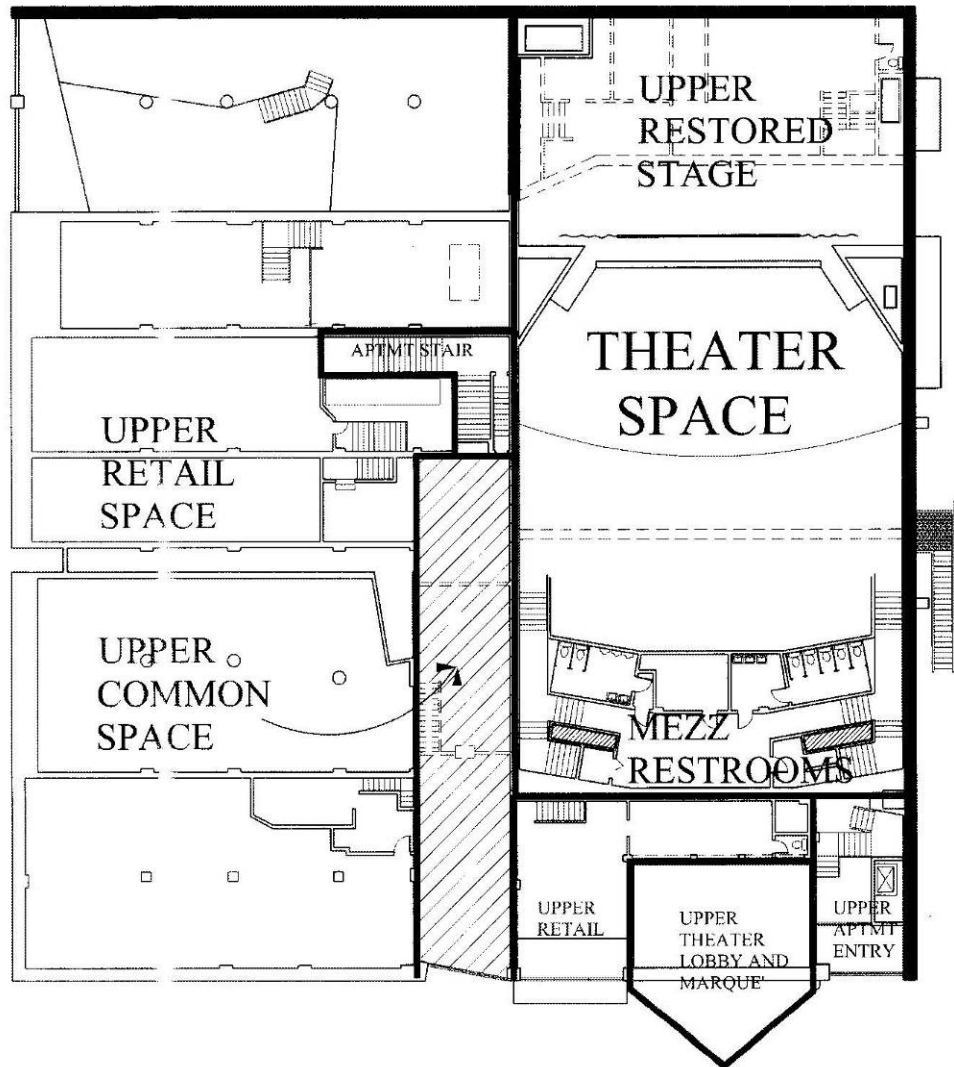 UPPER
RESTORED
STAGE
THEATER
SPACE
APTMT STAIR
UPPER
RETAIL
SPACE
UPPER
COMMON
SPACE
MEZZ
RESTROOMS
UPPER
RETAIL
UPPER
THEATER
LOBBY AND
MARQUE'
UPPER
APTMT
ENTRY